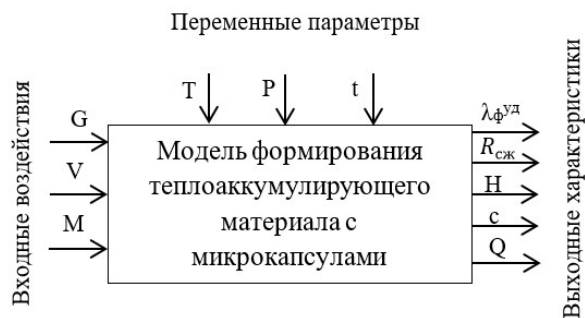 Переменные параметры
T
P
t
Входные воздействия
G
V
M
Модель формирования
теплоаккумулирующего
материала с
микрокапсулами
λфуд
Rсж
H
c
Q
Выходные характеристики